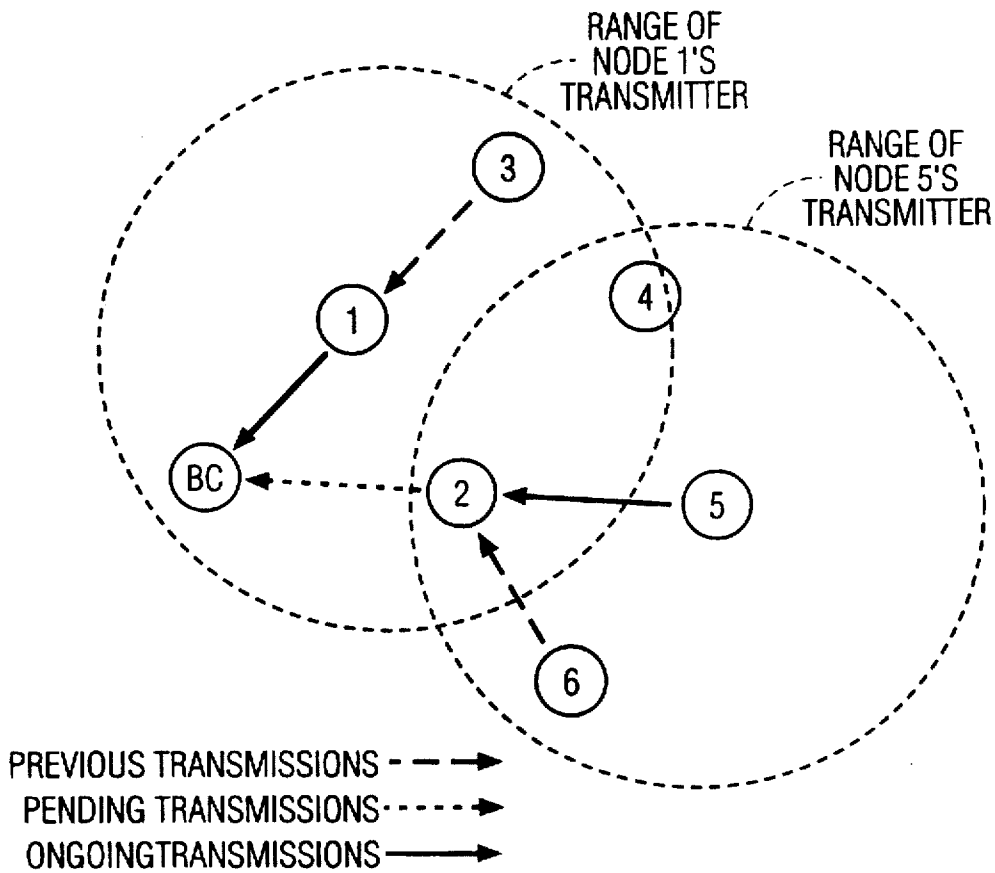 RANGE OF
NODE 1'S
TRANSMITTER
RANGE OF
NODE 5'S
TRANSMITTER
3
4
1
BC
2
5
6
PREVIOUS TRANSMISSIONS
PENDING TRANSMISSIONS
ONGOINGTRANSMISSIONS